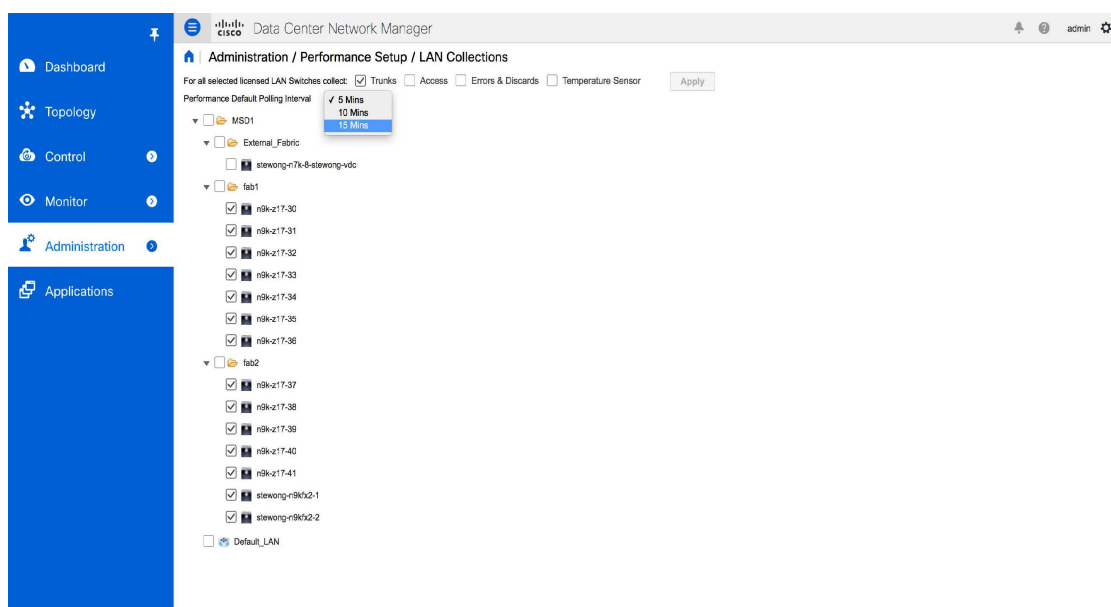 cisco Data Center Network Manager admin
Administration / Performance Setup / LAN Collections
For all selected licensed LAN Switches collect: Trunks Access Errors & Discards Temperature Sensor Apply
Performance Default Polling Interval ✓ 5 Mins
10 Mins
15 Mins
Dashboard
Topology
Control
Monitor
Administration
Applications
MSD1
External_Fabric
stewong-n7k-8-stewong-vdc
fab1
n9k-z17-30
n9k-z17-31
n9k-z17-32
n9k-z17-33
n9k-z17-34
n9k-z17-35
n9k-z17-36
fab2
n9k-z17-37
n9k-z17-38
n9k-z17-39
n9k-z17-40
n9k-z17-41
stewong-n9kfx2-1
stewong-n9kfx2-2
Default_LAN